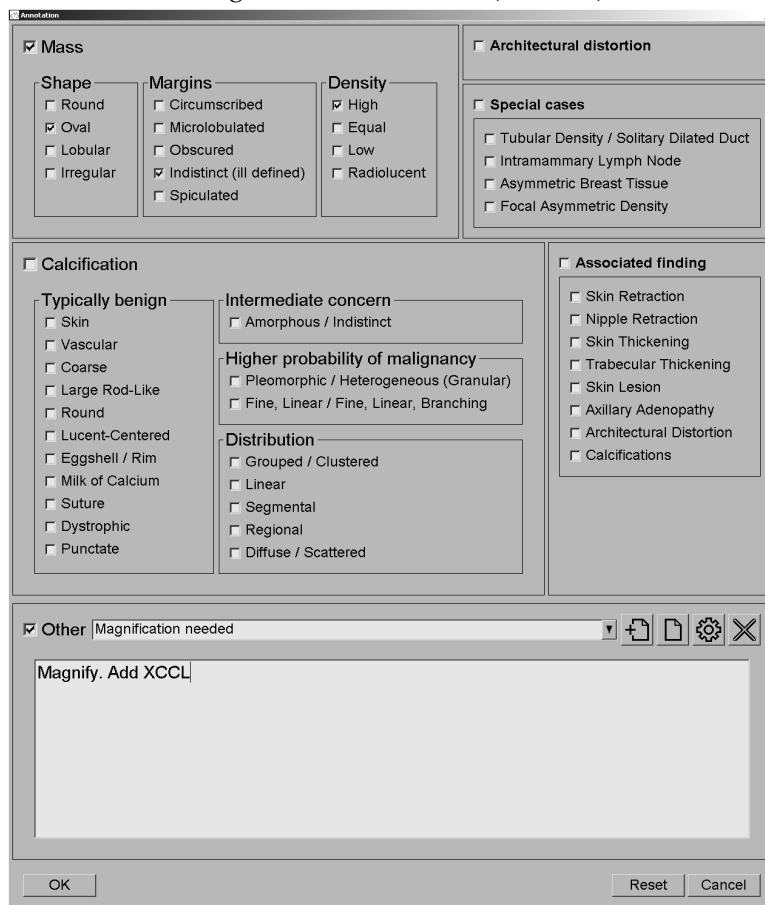 Annotation
Mass
Shape
Round
Oval
Lobular
Irregular
Margins
Circumscribed
Microlobulated
Obscured
Indistinct (ill defined)
Spiculated
Density
High
Equal
Low
Radiolucent
Architectural distortion
Special cases
Tubular Density / Solitary Dilated Duct
Intramammary Lymph Node
Asymmetric Breast Tissue
Focal Asymmetric Density
Calcification
Typically benign
Skin
Vascular
Coarse
Large Rod-Like
Round
Lucent-Centered
Eggshell / Rim
Milk of Calcium
Suture
Dystrophic
Punctate
Intermediate concern
Amorphous / Indistinct
Higher probability of malignancy
Pleomorphic / Heterogeneous (Granular)
Fine, Linear / Fine, Linear, Branching
Distribution
Grouped / Clustered
Linear
Segmental
Regional
Diffuse / Scattered
Associated finding
Skin Retraction
Nipple Retraction
Skin Thickening
Trabecular Thickening
Skin Lesion
Axillary Adenopathy
Architectural Distortion
Calcifications
Other Magnification needed
Magnify. Add XCCL
OK
Reset
Cancel